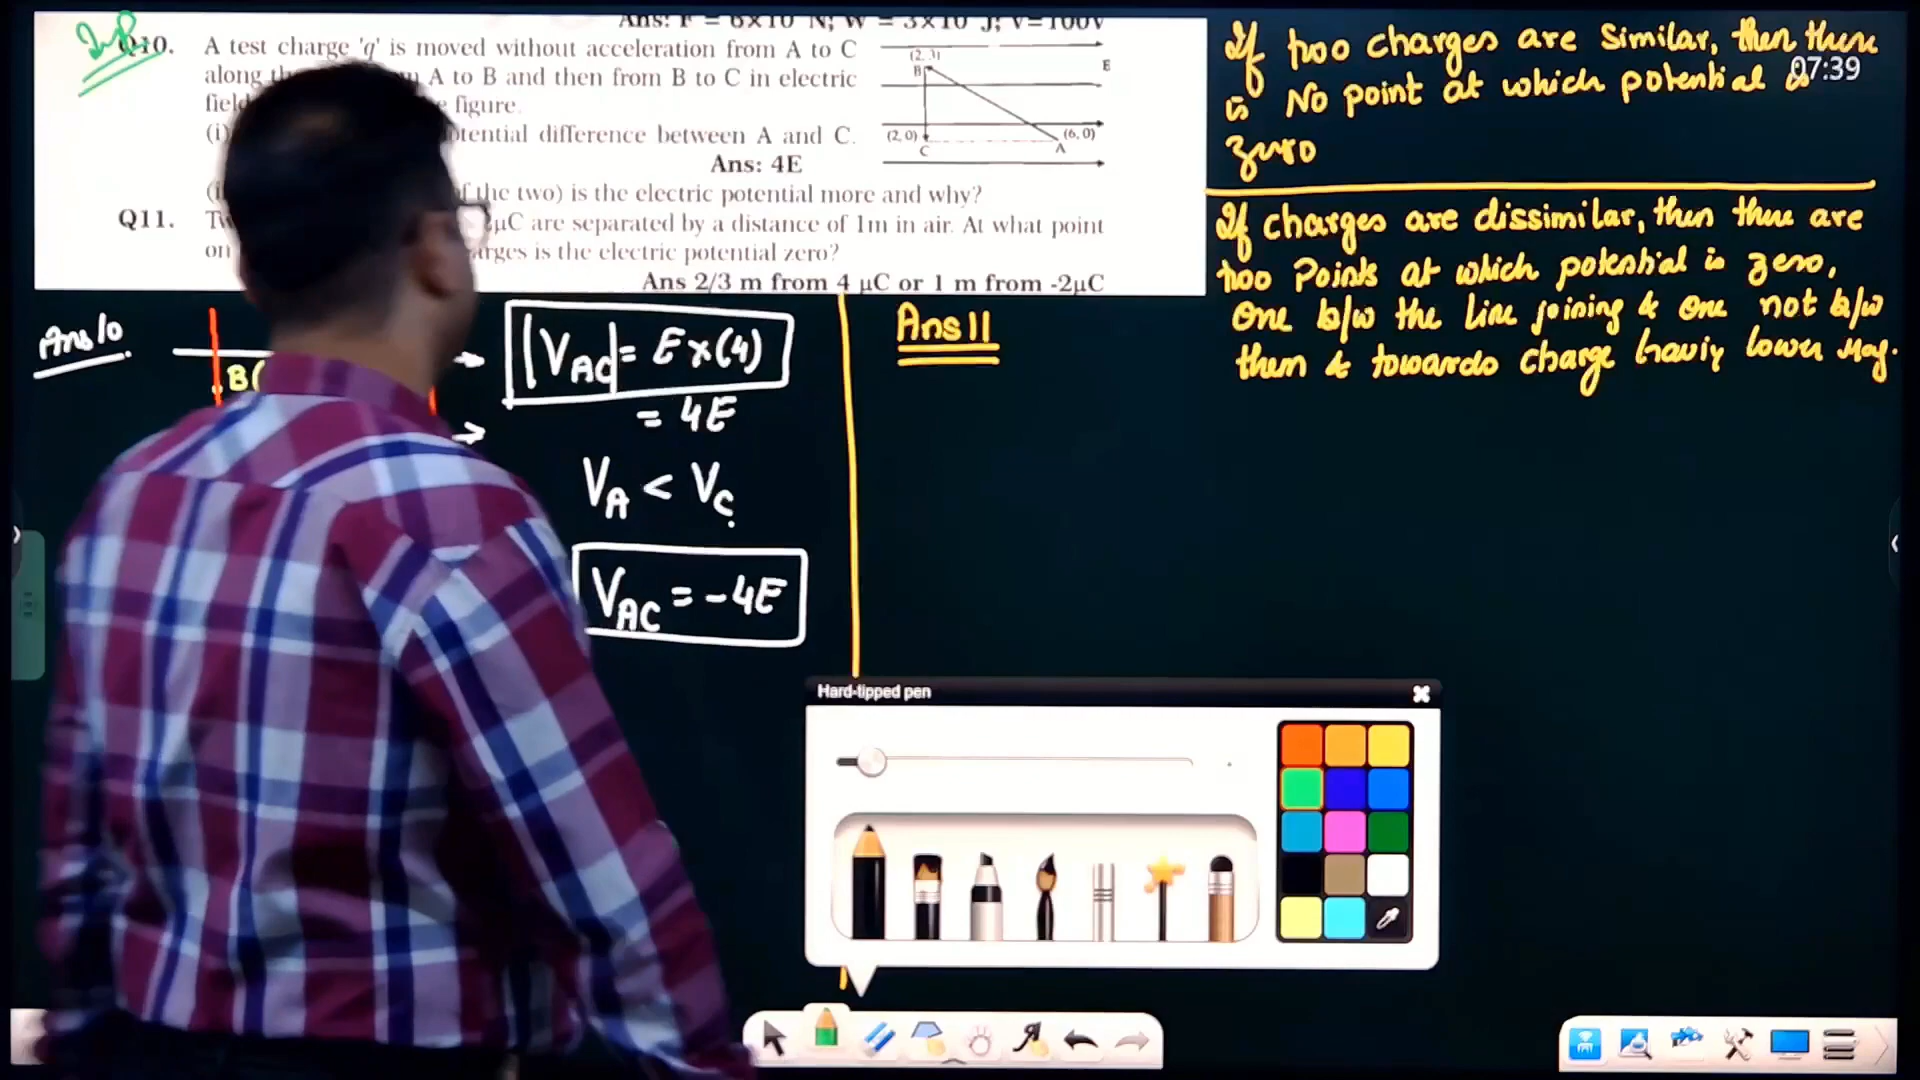 Ans: F = 6×10 N; W = 3×10 J; V=100V
Q10. A test charge 'q' is moved without acceleration from A to C
along the A to B and then from B to C in electric
field figure.
(i) potential difference between A and C.
Ans: 4E
(2, 3)
B
E
(2, 0)
C
A
(6, 0)
of the two) is the electric potential more and why?
Q11. μC are separated by a distance of 1m in air. At what point
on is the electric potential zero?
Ans 2/3 m from 4 μC or 1 m from -2μC
If two charges are similar, then there
is No point at which potential is
zero
07:39
If charges are dissimilar, then there are
two Points at which potential is zero,
One b/w the line joining & one not b/w
them & towards charge having lower mag.
Ans 10
B(
|VAC| = E×(4)
= 4E
VA < VC
VAC = -4E
Ans 11
Hard-tipped pen